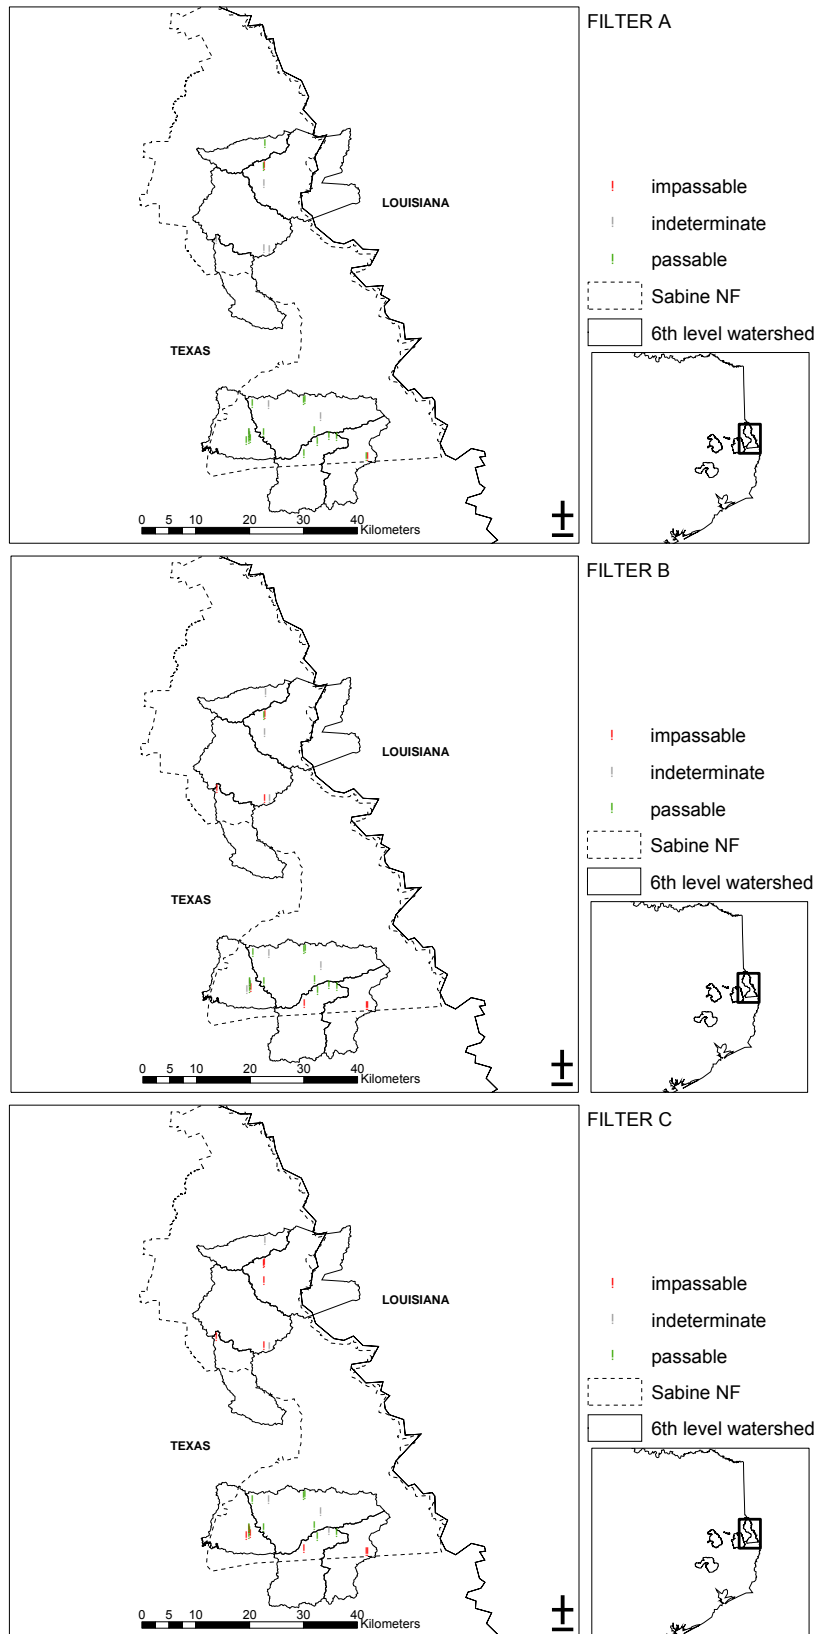 FILTER A
impassable
indeterminate
passable
Sabine NF
6th level watershed
LOUISIANA
TEXAS
0 5 10 20 30 40
Kilometers
FILTER B
impassable
indeterminate
passable
Sabine NF
6th level watershed
LOUISIANA
TEXAS
0 5 10 20 30 40
Kilometers
FILTER C
impassable
indeterminate
passable
Sabine NF
6th level watershed
LOUISIANA
TEXAS
0 5 10 20 30 40
Kilometers